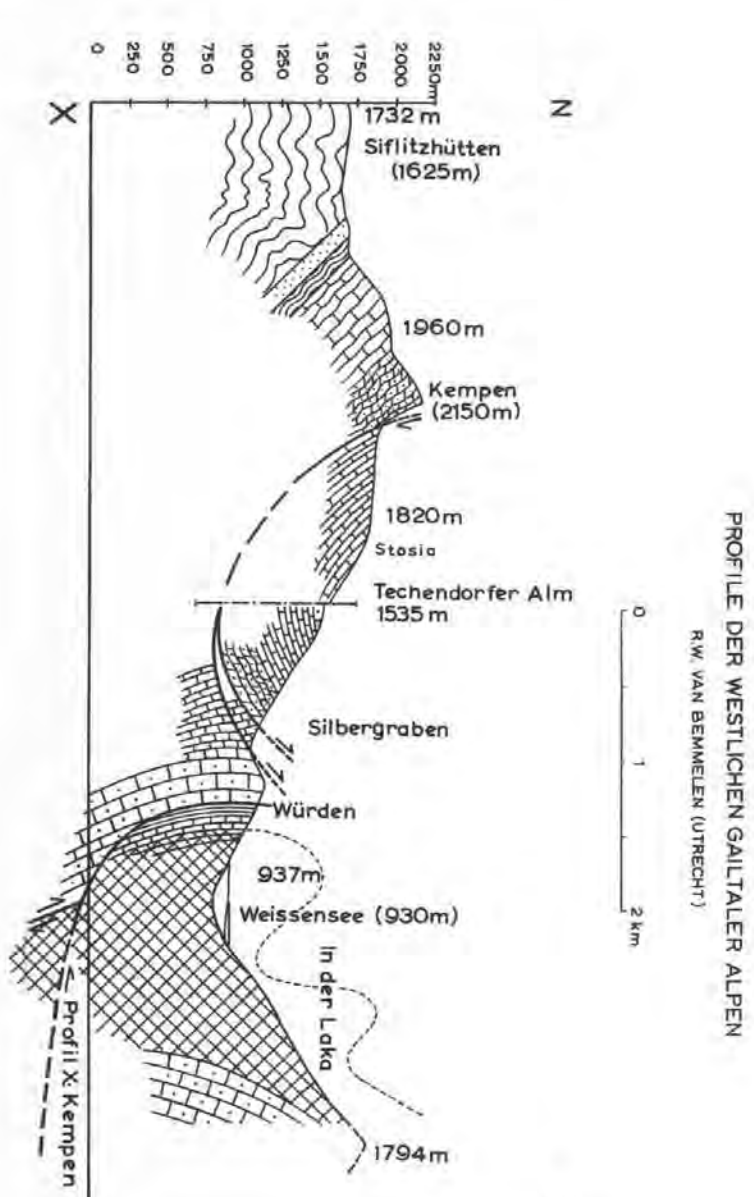 PROFILE DER WESTLICHEN GAILTALER ALPEN
R.W. VAN BEMMELEN (UTRECHT)
0
1
2 km
N
2250m
2000
1750
1500
1250
1000
750
500
250
0
X
1732 m
Siflitzhütten
(1625m)
1960m
Kempen
(2150m)
1820m
Stosia
Techendorfer Alm
1535 m
Silbergraben
Würden
937m
Weissensee (930m)
In der Laka
1794m
Profil X: Kempen